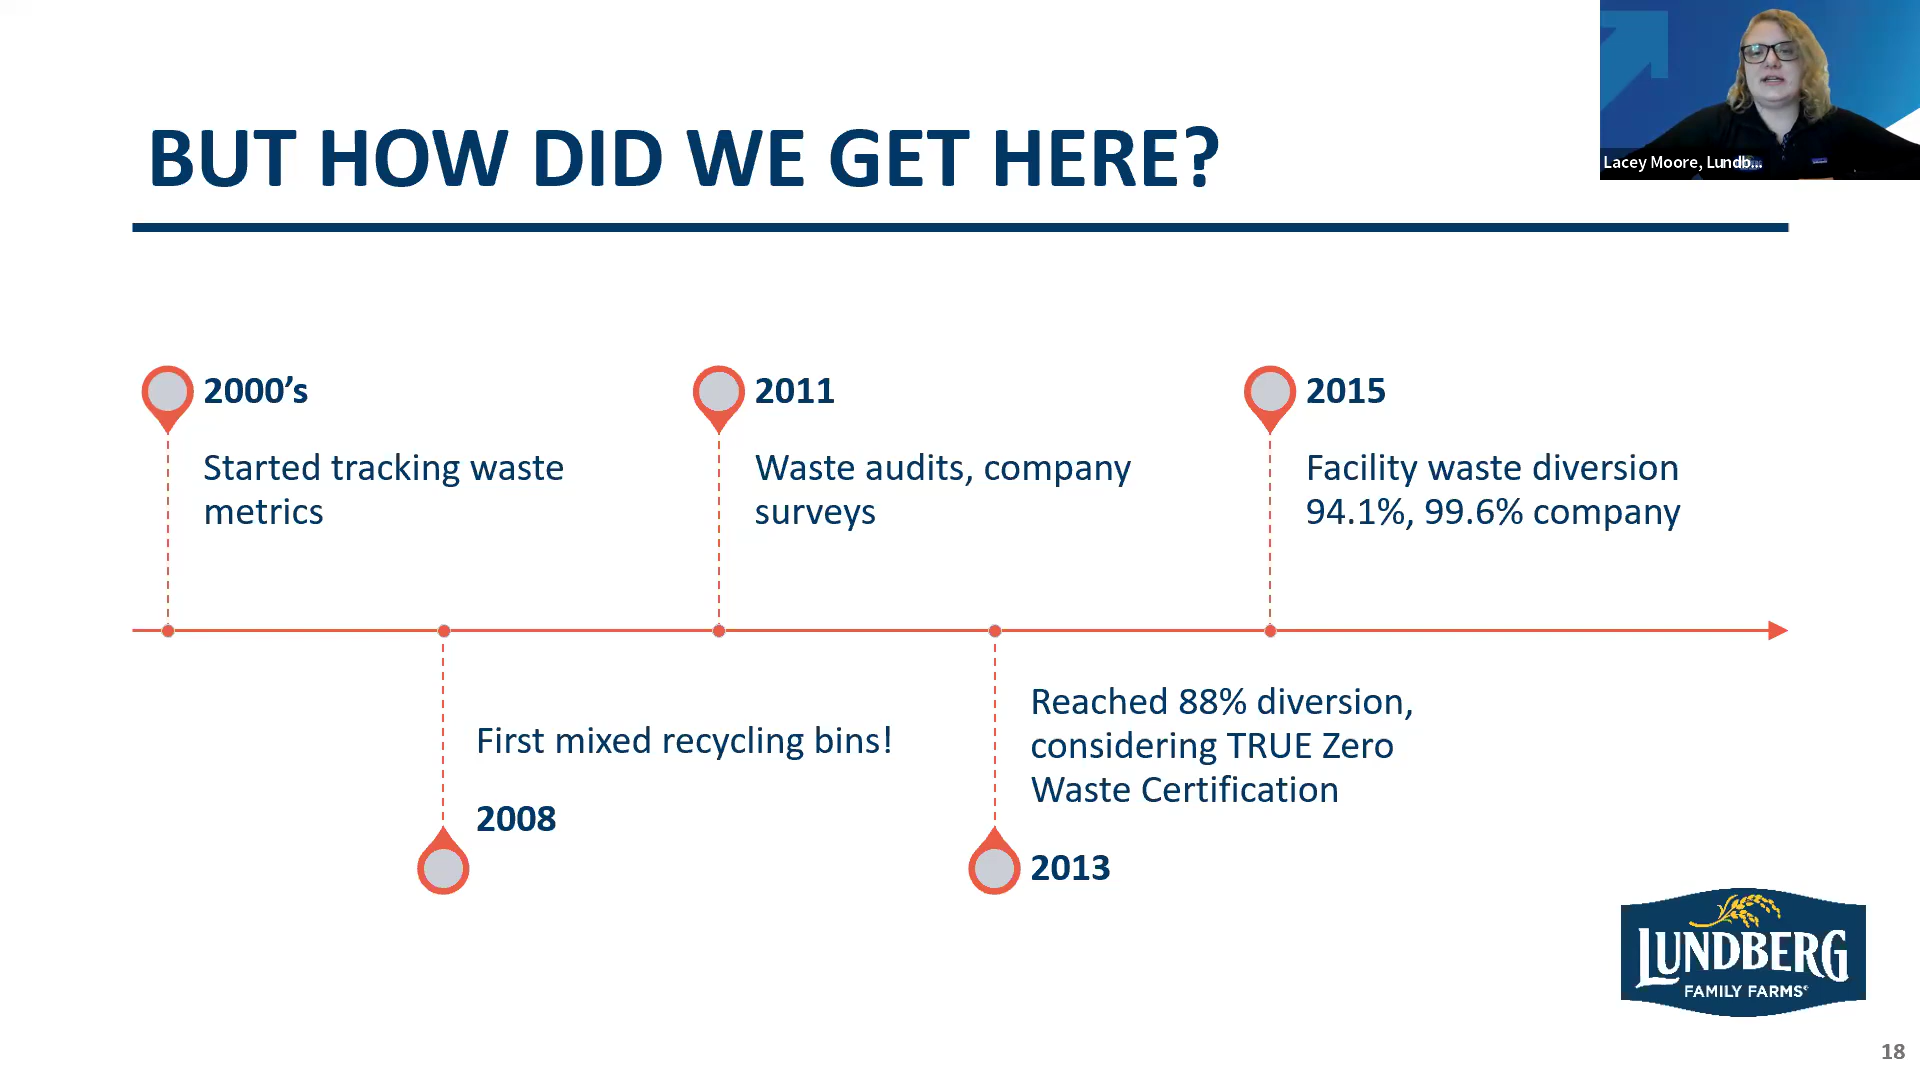 Lacey Moore, Lundb...
BUT HOW DID WE GET HERE?
2000's
Started tracking waste
metrics
2011
Waste audits, company
surveys
2015
Facility waste diversion
94.1%, 99.6% company
First mixed recycling bins!
2008
Reached 88% diversion,
considering TRUE Zero
Waste Certification
2013
LUNDBERG
FAMILY FARMS®
18